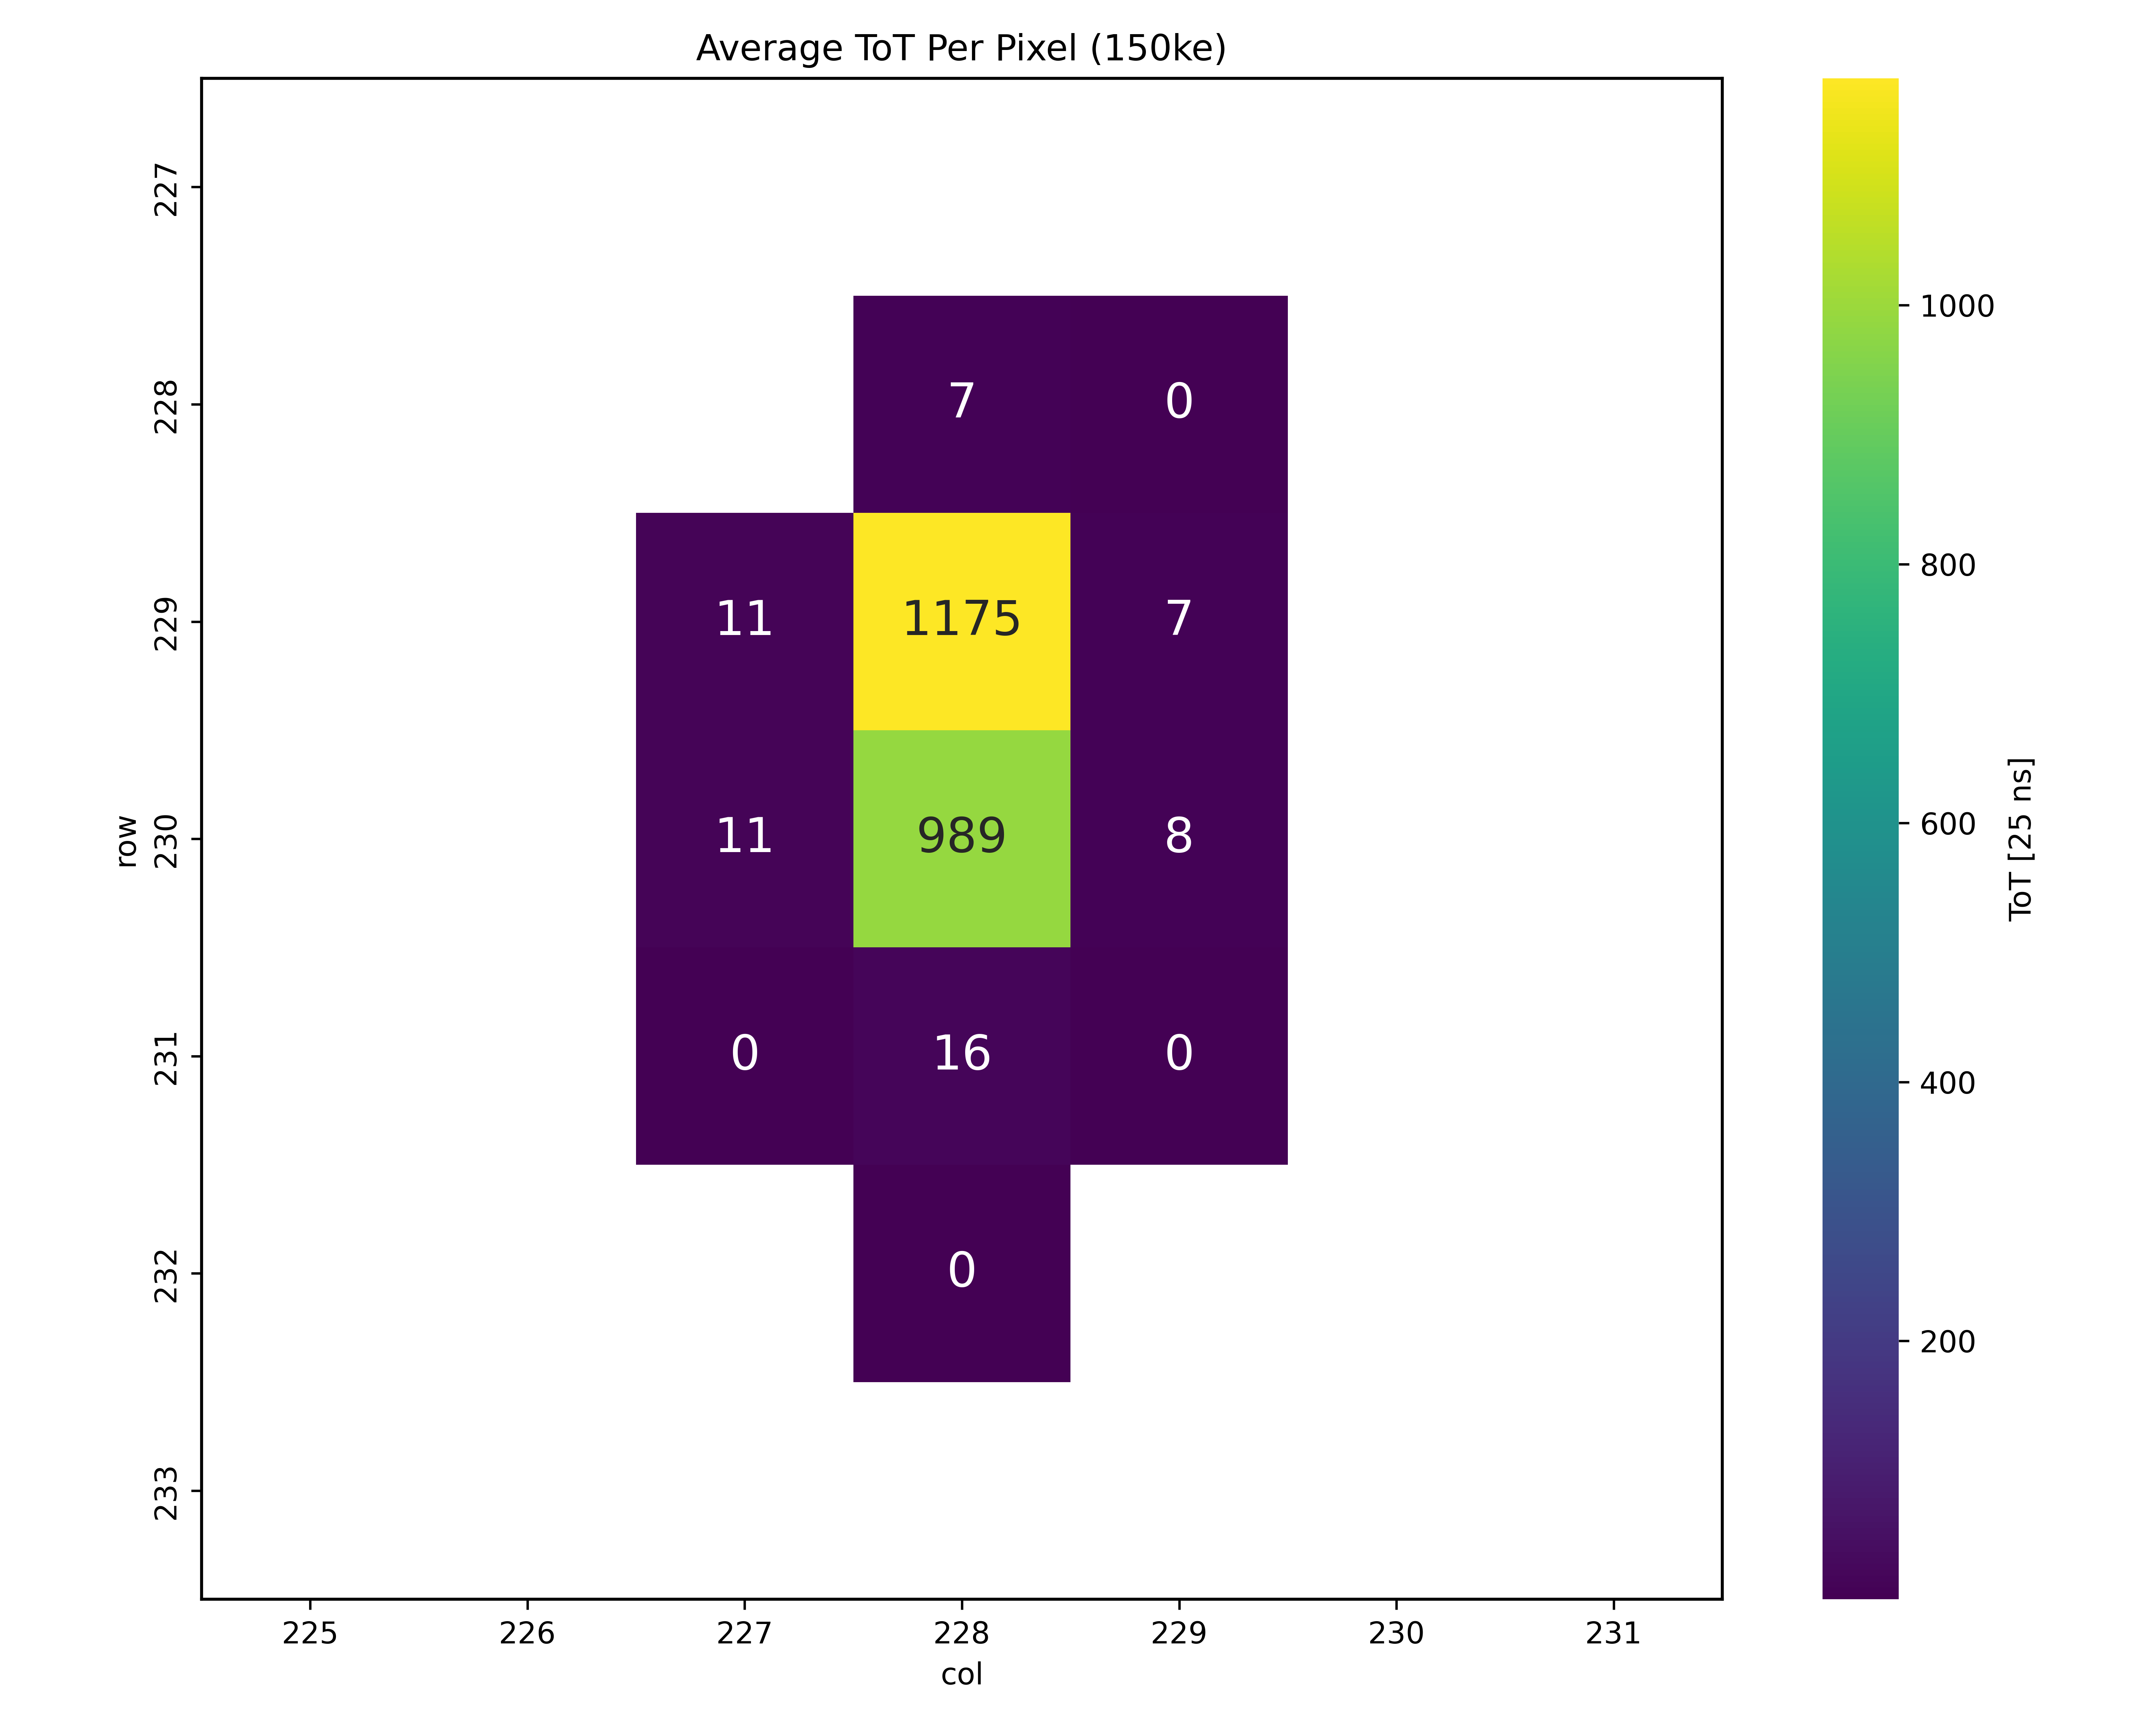 Average ToT Per Pixel (150ke)
227
228
229
230
231
232
233
row
7 0
11 1175 7
11 989 8
0 16 0
0
225 226 227 228 229 230 231
col
1000
800
600
400
200
ToT [25 ns]